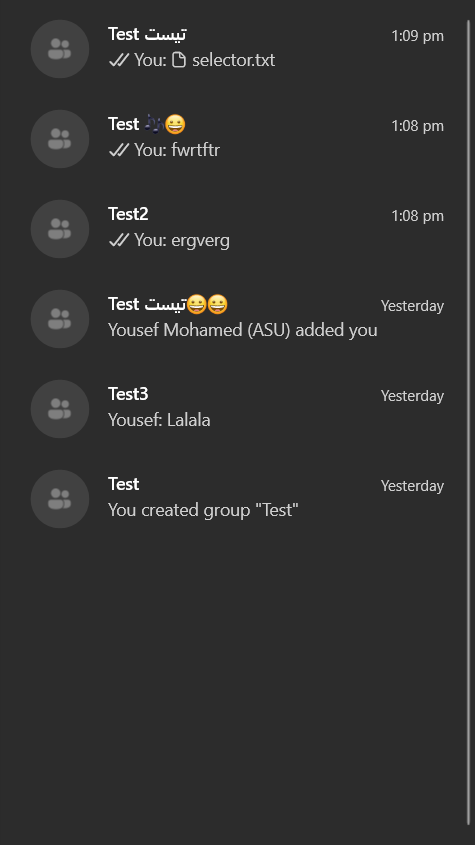 Test تيست
1:09 pm
You: selector.txt
Test 🎶😀
1:08 pm
You: fwrtftr
Test2
1:08 pm
You: ergverg
Test تيست😀😀
Yesterday
Yousef Mohamed (ASU) added you
Test3
Yesterday
Yousef: Lalala
Test
Yesterday
You created group "Test"